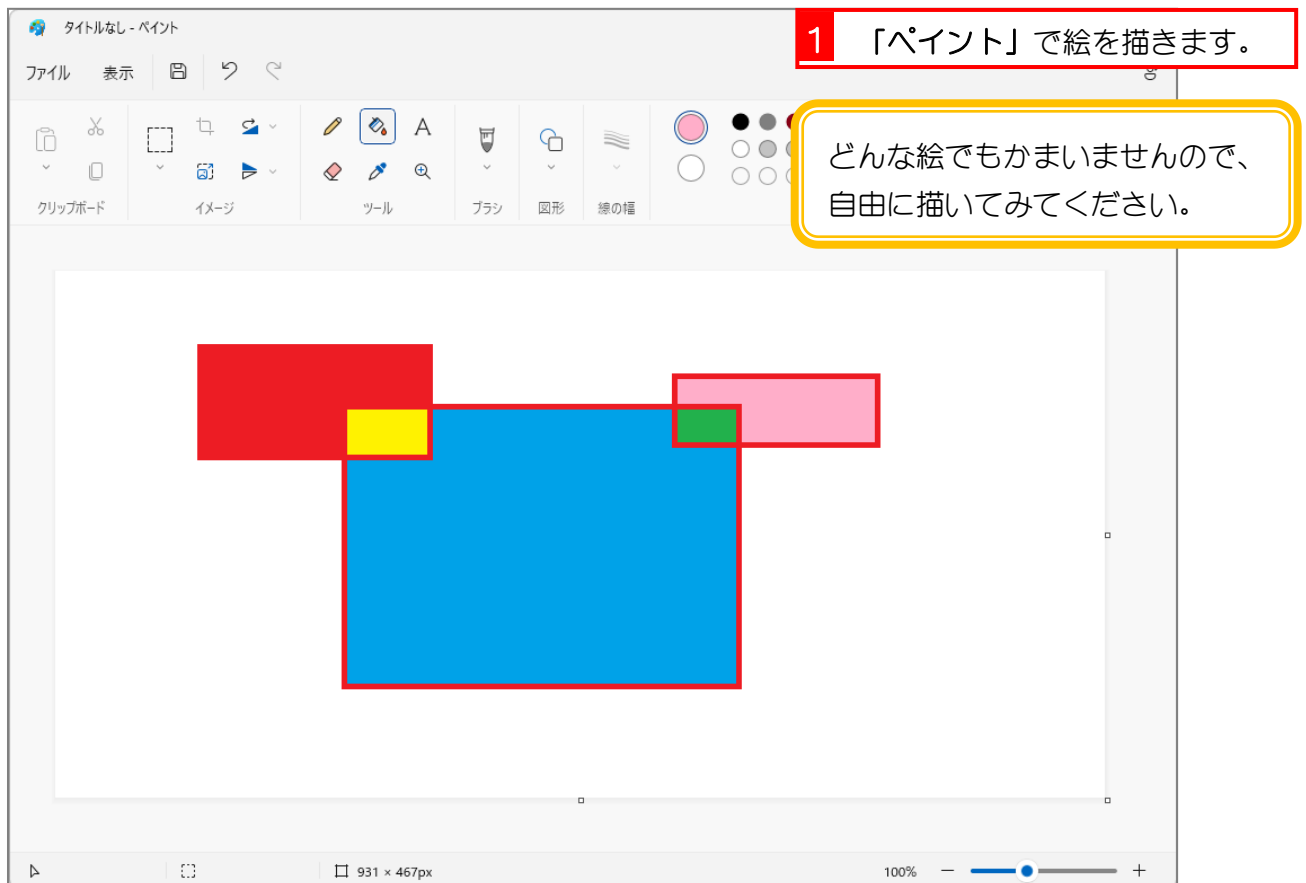 タイトルなし - ペイント
1 「ペイント」で絵を描きます。
ファイル 表示
どんな絵でもかまいませんので、
自由に描いてみてください。
A
クリップボード イメージ ツール ブラシ 図形 線の幅
931 × 467px 100%